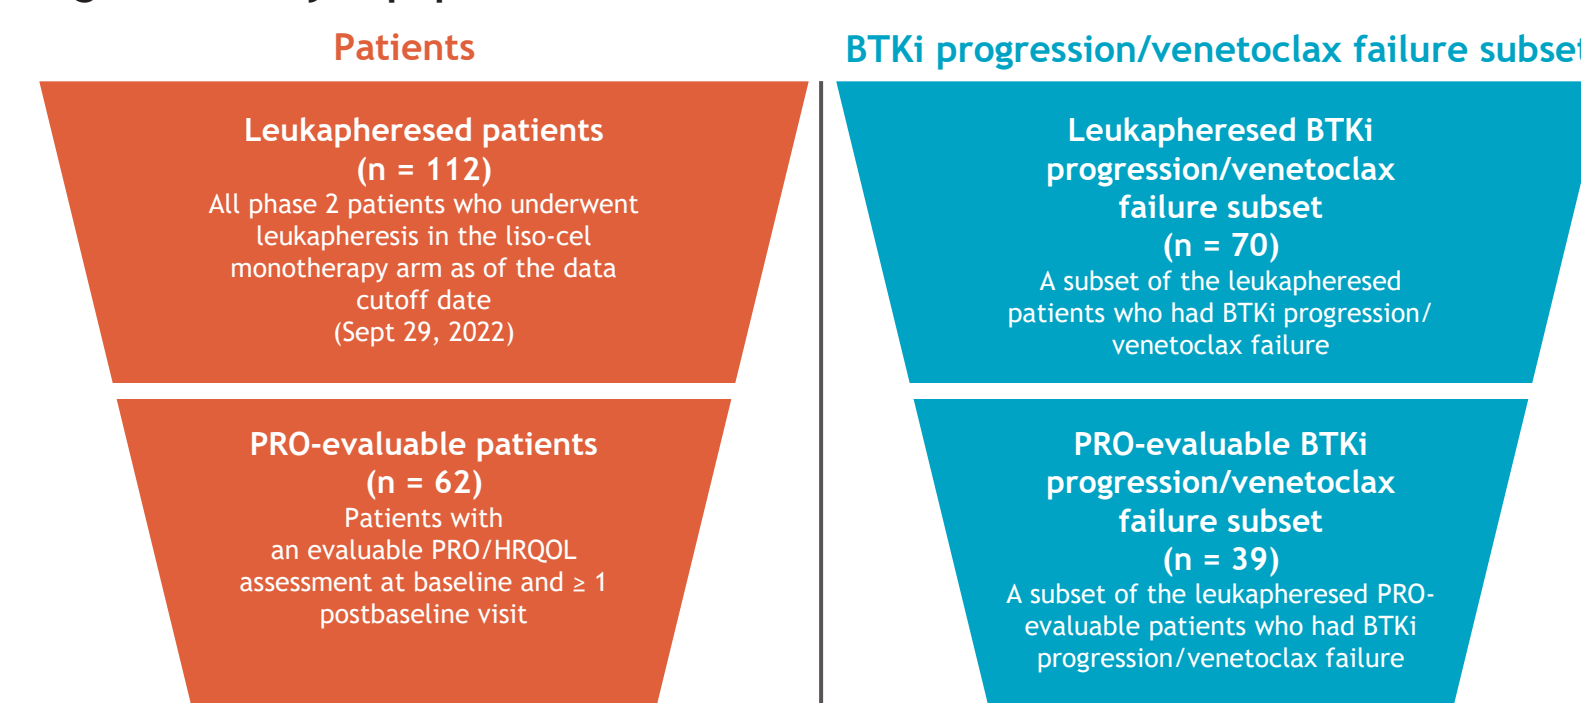 Patients
Leukapheresed patients
(n = 112)
All phase 2 patients who underwent
leukapheresis in the liso-cel
monotherapy arm as of the data
cutoff date
(Sept 29, 2022)
PRO-evaluable patients
(n = 62)
Patients with
an evaluable PRO/HRQOL
assessment at baseline and ≥ 1
postbaseline visit
BTKi progression/venetoclax failure subset
Leukapheresed BTKi
progression/venetoclax
failure subset
(n = 70)
A subset of the leukapheresed
patients who had BTKi progression/
venetoclax failure
PRO-evaluable BTKi
progression/venetoclax
failure subset
(n = 39)
A subset of the leukapheresed PRO-
evaluable patients who had BTKi
progression/venetoclax failure